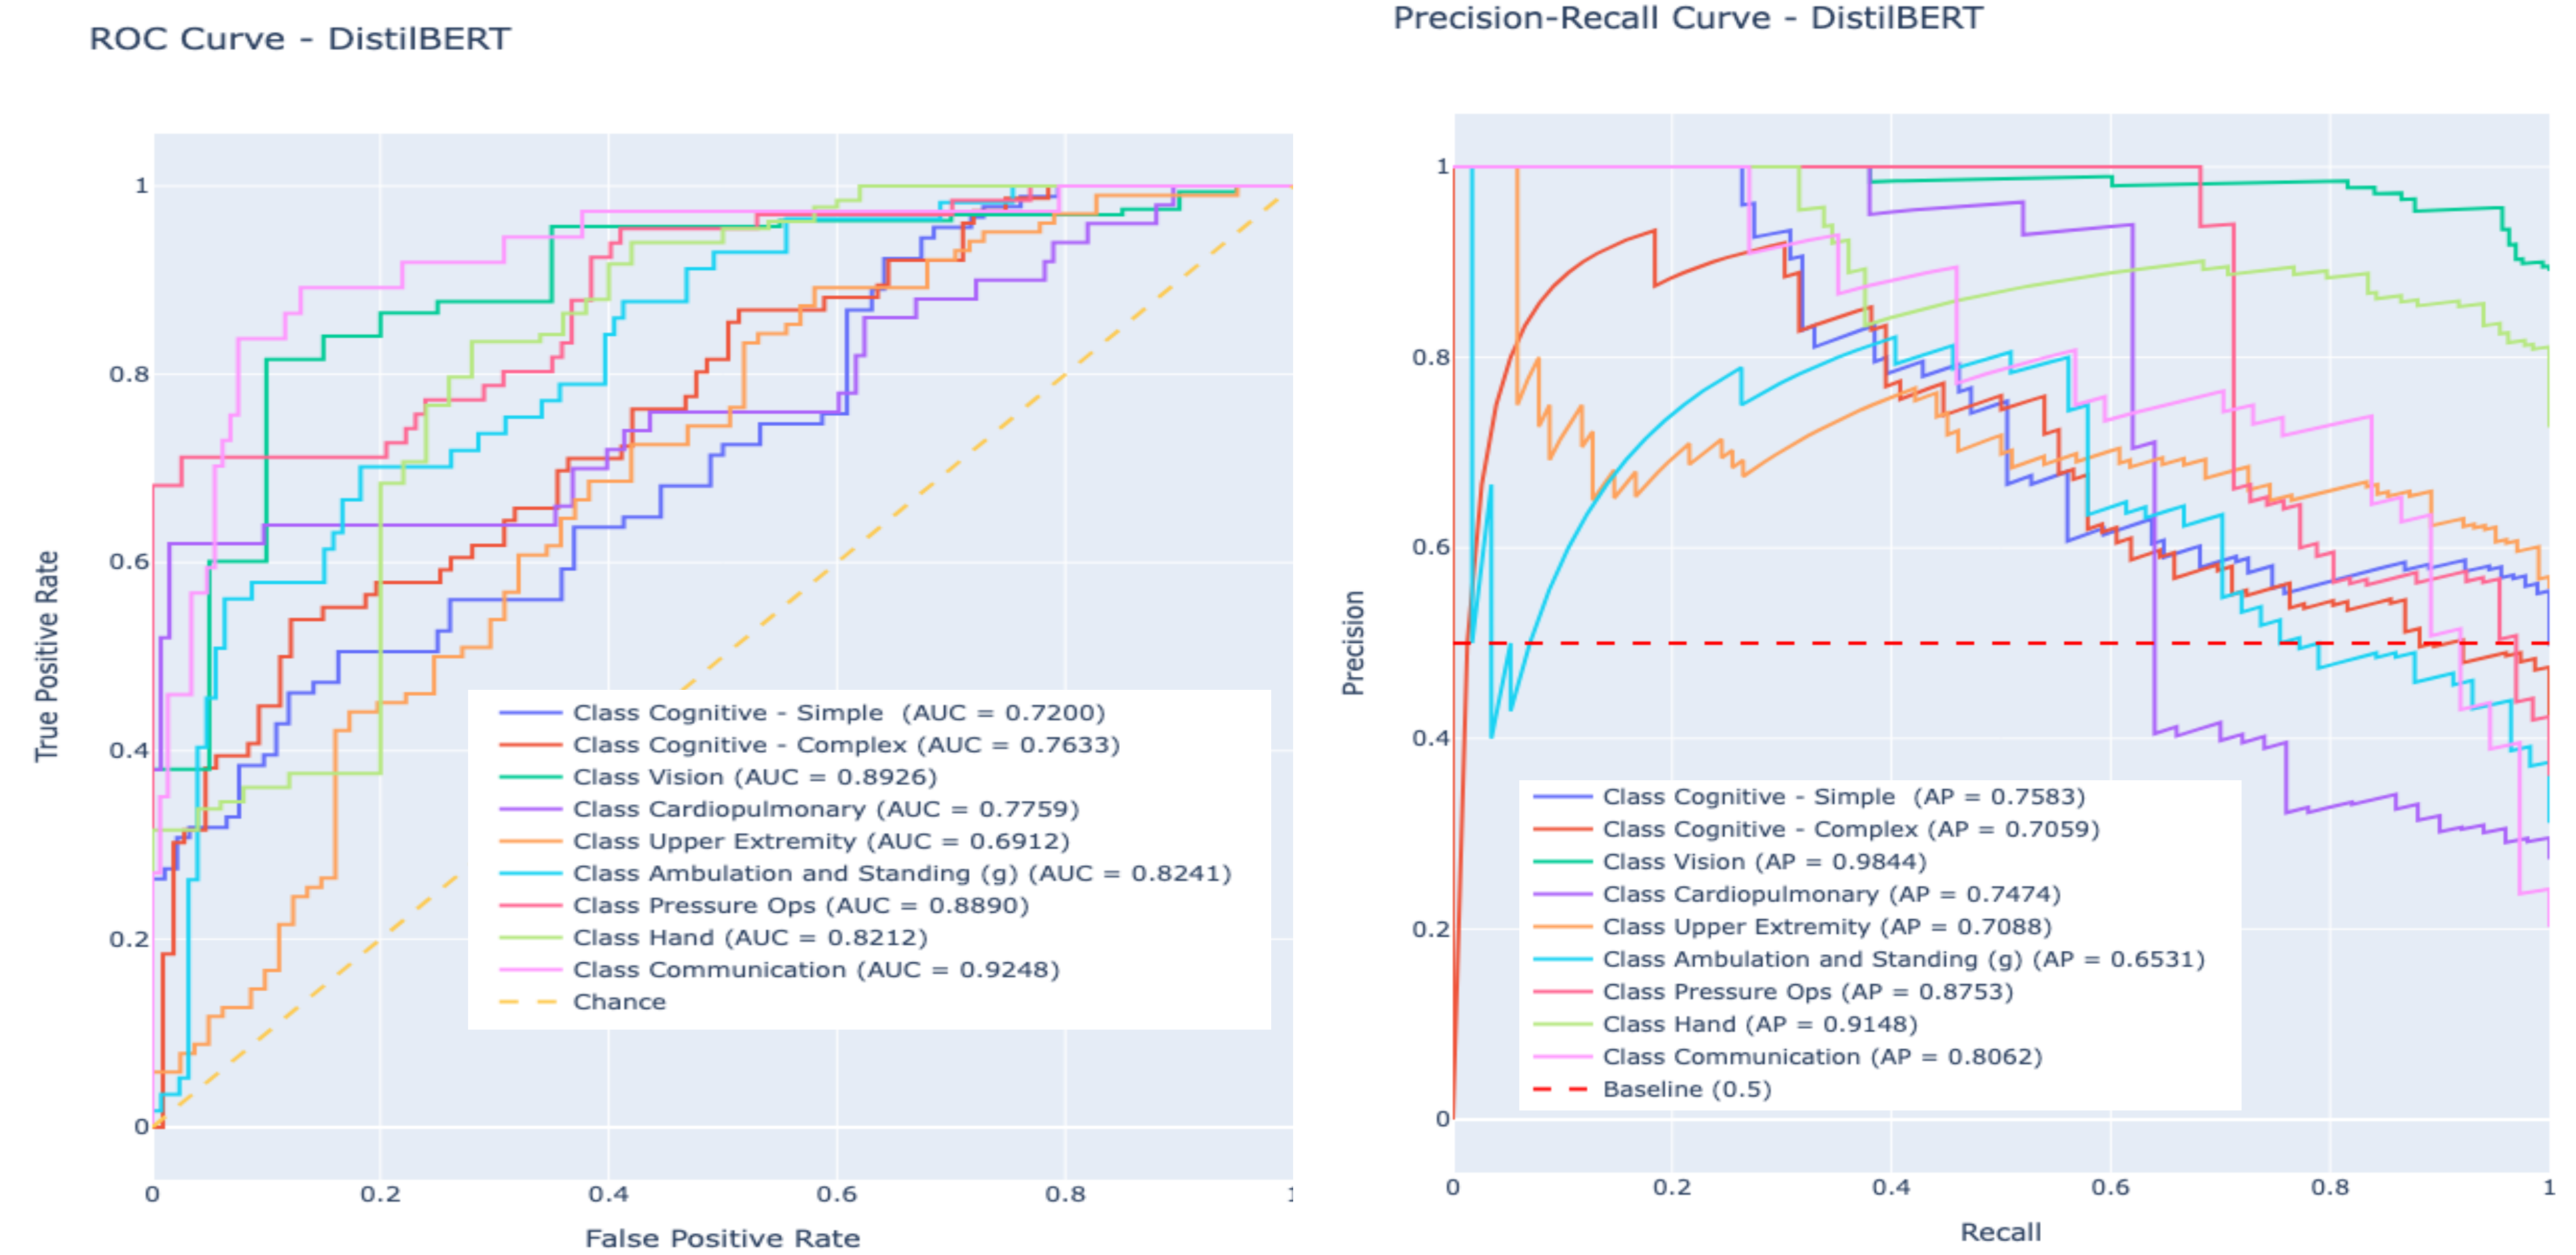 ROC Curve - DistilBERT
True Positive Rate
1
0.8
0.6
0.4
0.2
0
Class Cognitive - Simple (AUC = 0.7200)
Class Cognitive - Complex (AUC = 0.7633)
Class Vision (AUC = 0.8926)
Class Cardiopulmonary (AUC = 0.7759)
Class Upper Extremity (AUC = 0.6912)
Class Ambulation and Standing (g) (AUC = 0.8241)
Class Pressure Ops (AUC = 0.8890)
Class Hand (AUC = 0.8212)
Class Communication (AUC = 0.9248)
Chance
0 0.2 0.4 0.6 0.8 1
False Positive Rate
Precision-Recall Curve - DistilBERT
Precision
1
0.8
0.6
0.4
0.2
0
Class Cognitive - Simple (AP = 0.7583)
Class Cognitive - Complex (AP = 0.7059)
Class Vision (AP = 0.9844)
Class Cardiopulmonary (AP = 0.7474)
Class Upper Extremity (AP = 0.7088)
Class Ambulation and Standing (g) (AP = 0.6531)
Class Pressure Ops (AP = 0.8753)
Class Hand (AP = 0.9148)
Class Communication (AP = 0.8062)
Baseline (0.5)
0 0.2 0.4 0.6 0.8 1
Recall